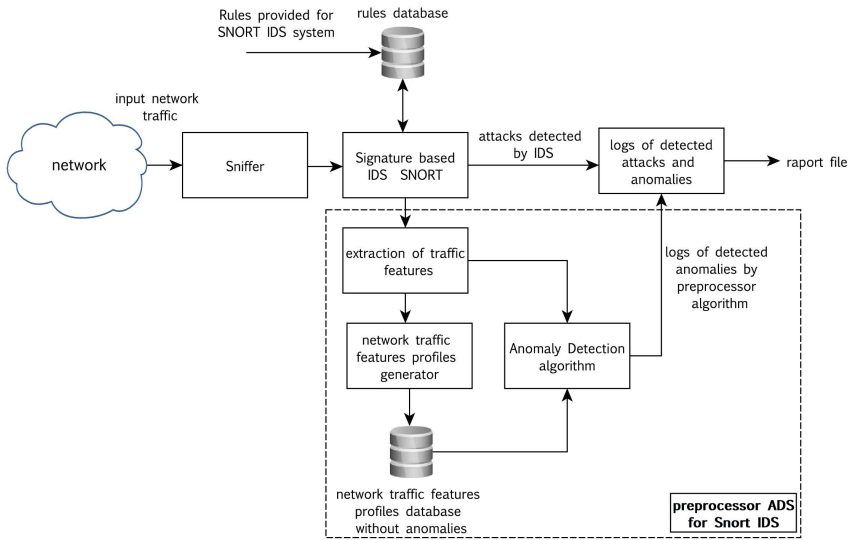 Rules provided for
SNORT IDS system
rules database
input network
traffic
network
Sniffer
Signature based
IDS SNORT
attacks detected
by IDS
logs of detected
attacks and
anomalies
raport file
extraction of traffic
features
logs of detected
anomalies by
preprocessor
algorithm
network traffic
features profiles
generator
Anomaly Detection
algorithm
network traffic features
profiles database
without anomalies
preprocessor ADS
for Snort IDS